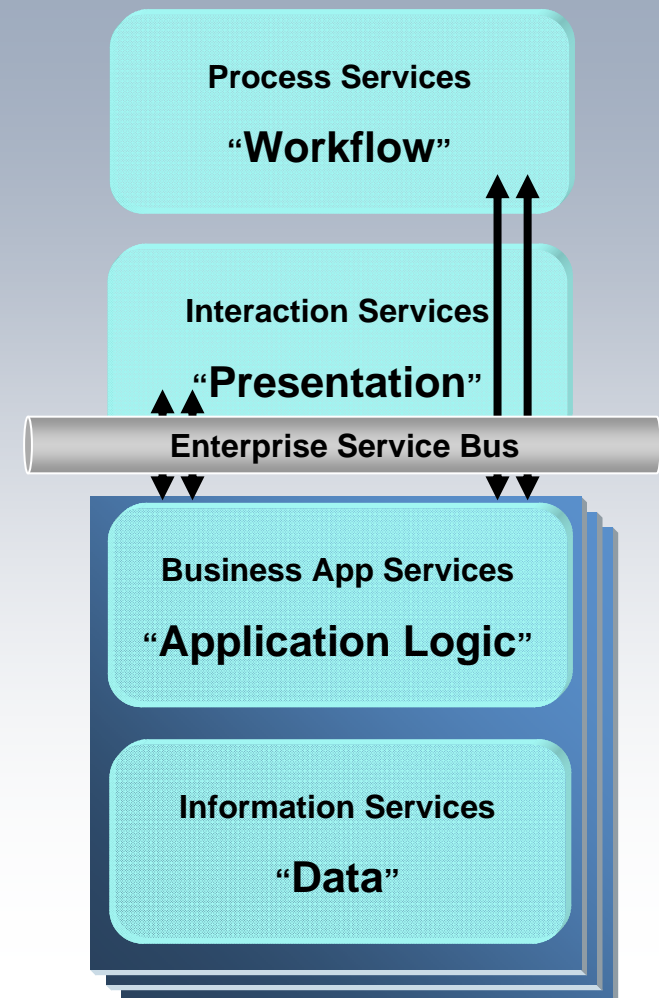 Process Services
“Workflow”
Interaction Services
“Presentation”
Enterprise Service Bus
Business App Services
“Application Logic”
Information Services
“Data”